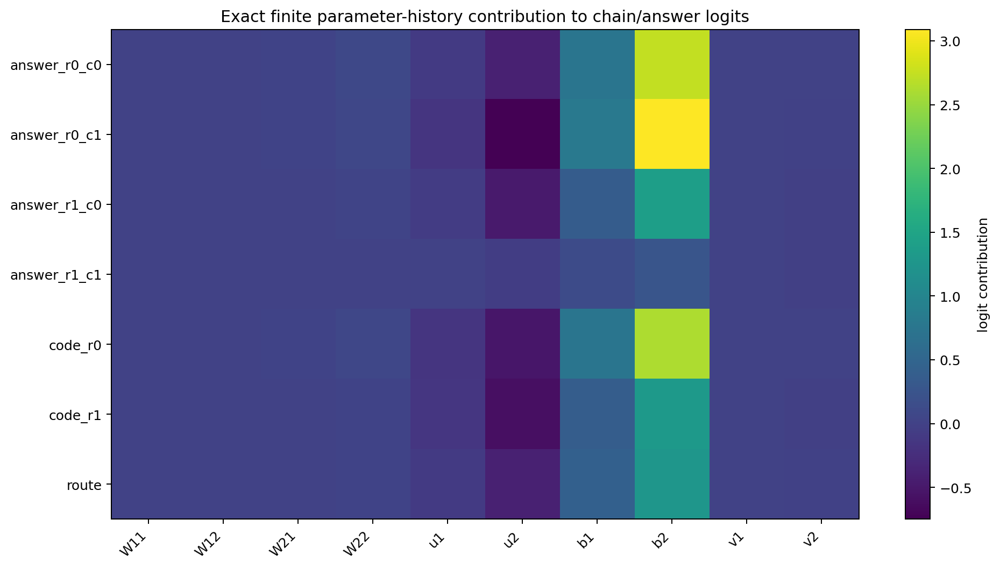 Exact finite parameter-history contribution to chain/answer logits
answer_r0_c0
answer_r0_c1
answer_r1_c0
answer_r1_c1
code_r0
code_r1
route
W11
W12
W21
W22
u1
u2
b1
b2
v1
v2
3.0
2.5
2.0
1.5
1.0
0.5
0.0
−0.5
logit contribution